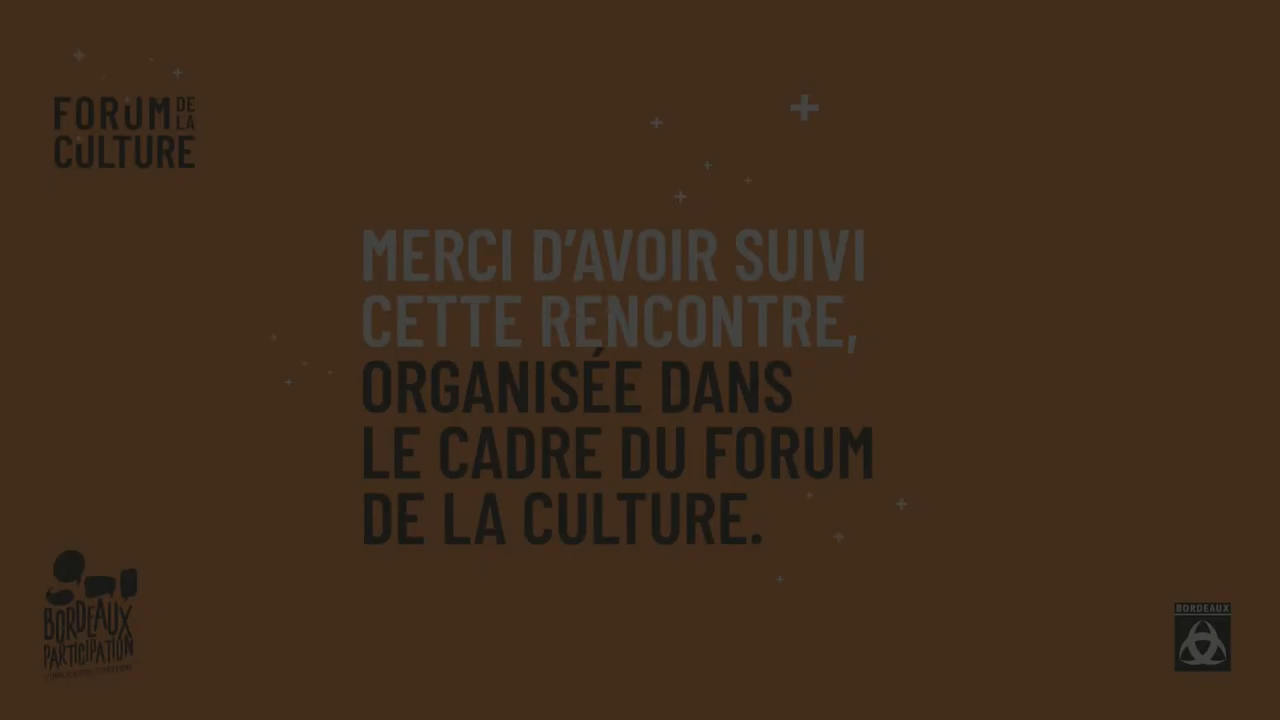 FORUM DE LA
CULTURE
MERCI D'AVOIR SUIVI
CETTE RENCONTRE,
ORGANISÉE DANS
LE CADRE DU FORUM
DE LA CULTURE.
BORDEAUX
PARTICIPATION
BORDEAUX